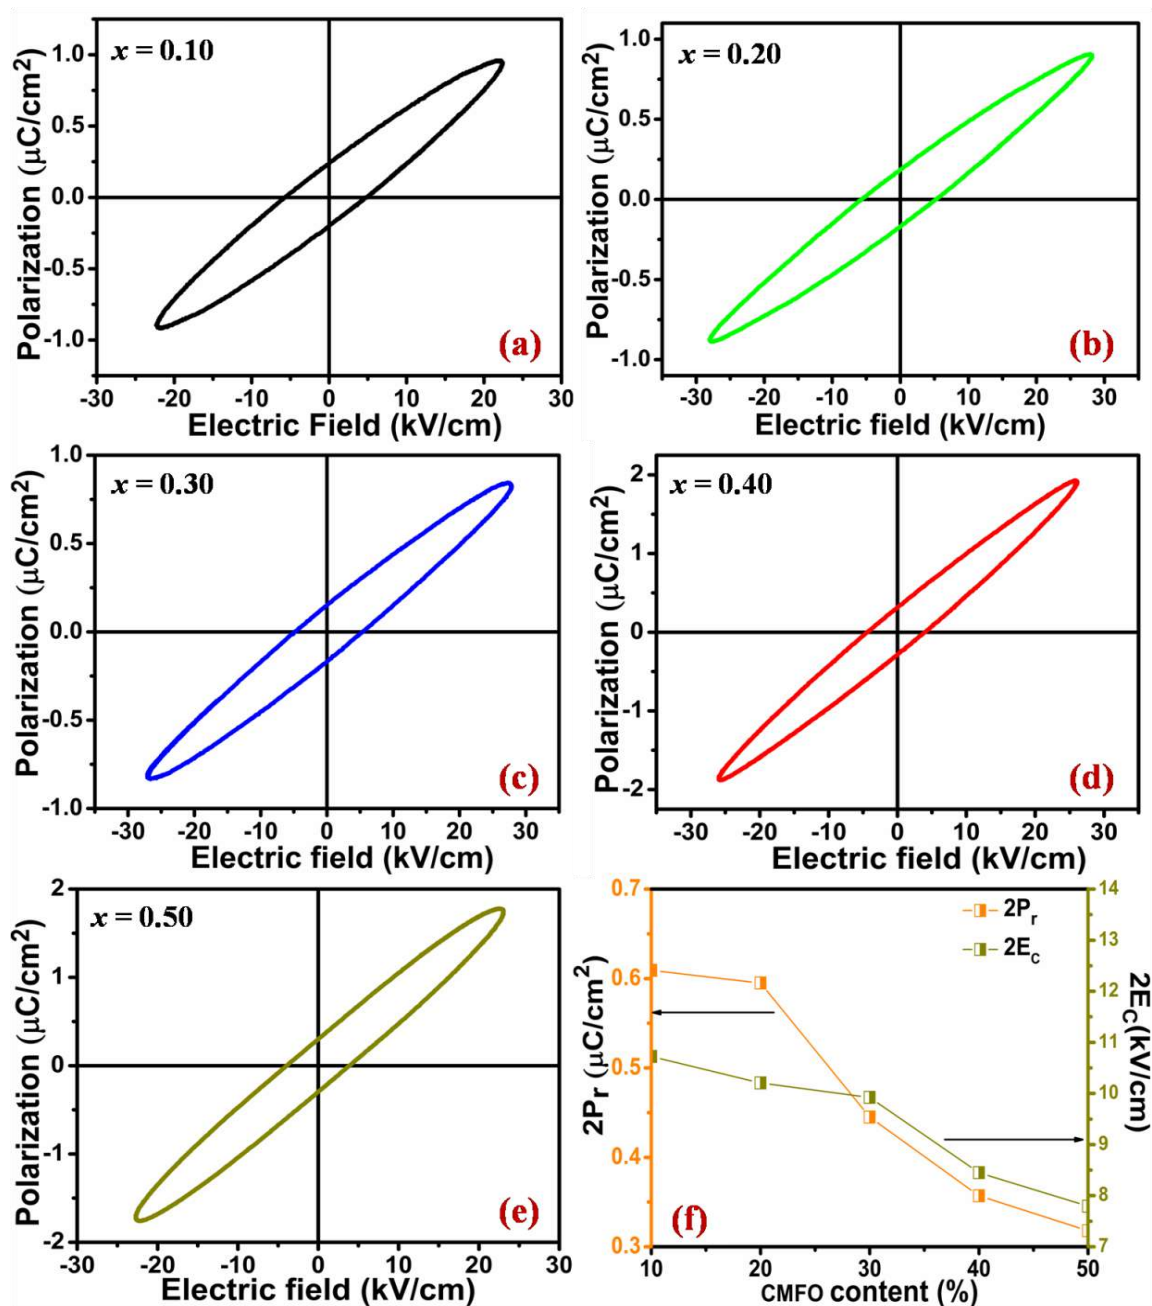 x = 0.10
1.0
0.5
0.0
-0.5
-1.0
Polarization (μC/cm2)
-30 -20 -10 0 10 20 30
Electric Field (kV/cm)
(a)
x = 0.20
1.0
0.5
0.0
-0.5
-1.0
Polarization (μC/cm2)
-30 -20 -10 0 10 20 30
Electric field (kV/cm)
(b)
x = 0.30
1.0
0.5
0.0
-0.5
-1.0
Polarization (μC/cm2)
-30 -20 -10 0 10 20 30
Electric field (kV/cm)
(c)
x = 0.40
2
1
0
-1
-2
Polarization (μC/cm2)
-30 -20 -10 0 10 20 30
Electric field (kV/cm)
(d)
x = 0.50
2
1
0
-1
-2
Polarization (μC/cm2)
-30 -20 -10 0 10 20 30
Electric field (kV/cm)
(e)
2Pr
2EC
0.7
0.6
0.5
0.4
0.3
2Pr (μC/cm2)
14
13
12
11
10
9
8
7
2EC(kV/cm)
10 20 30 40 50
CMFO content (%)
(f)